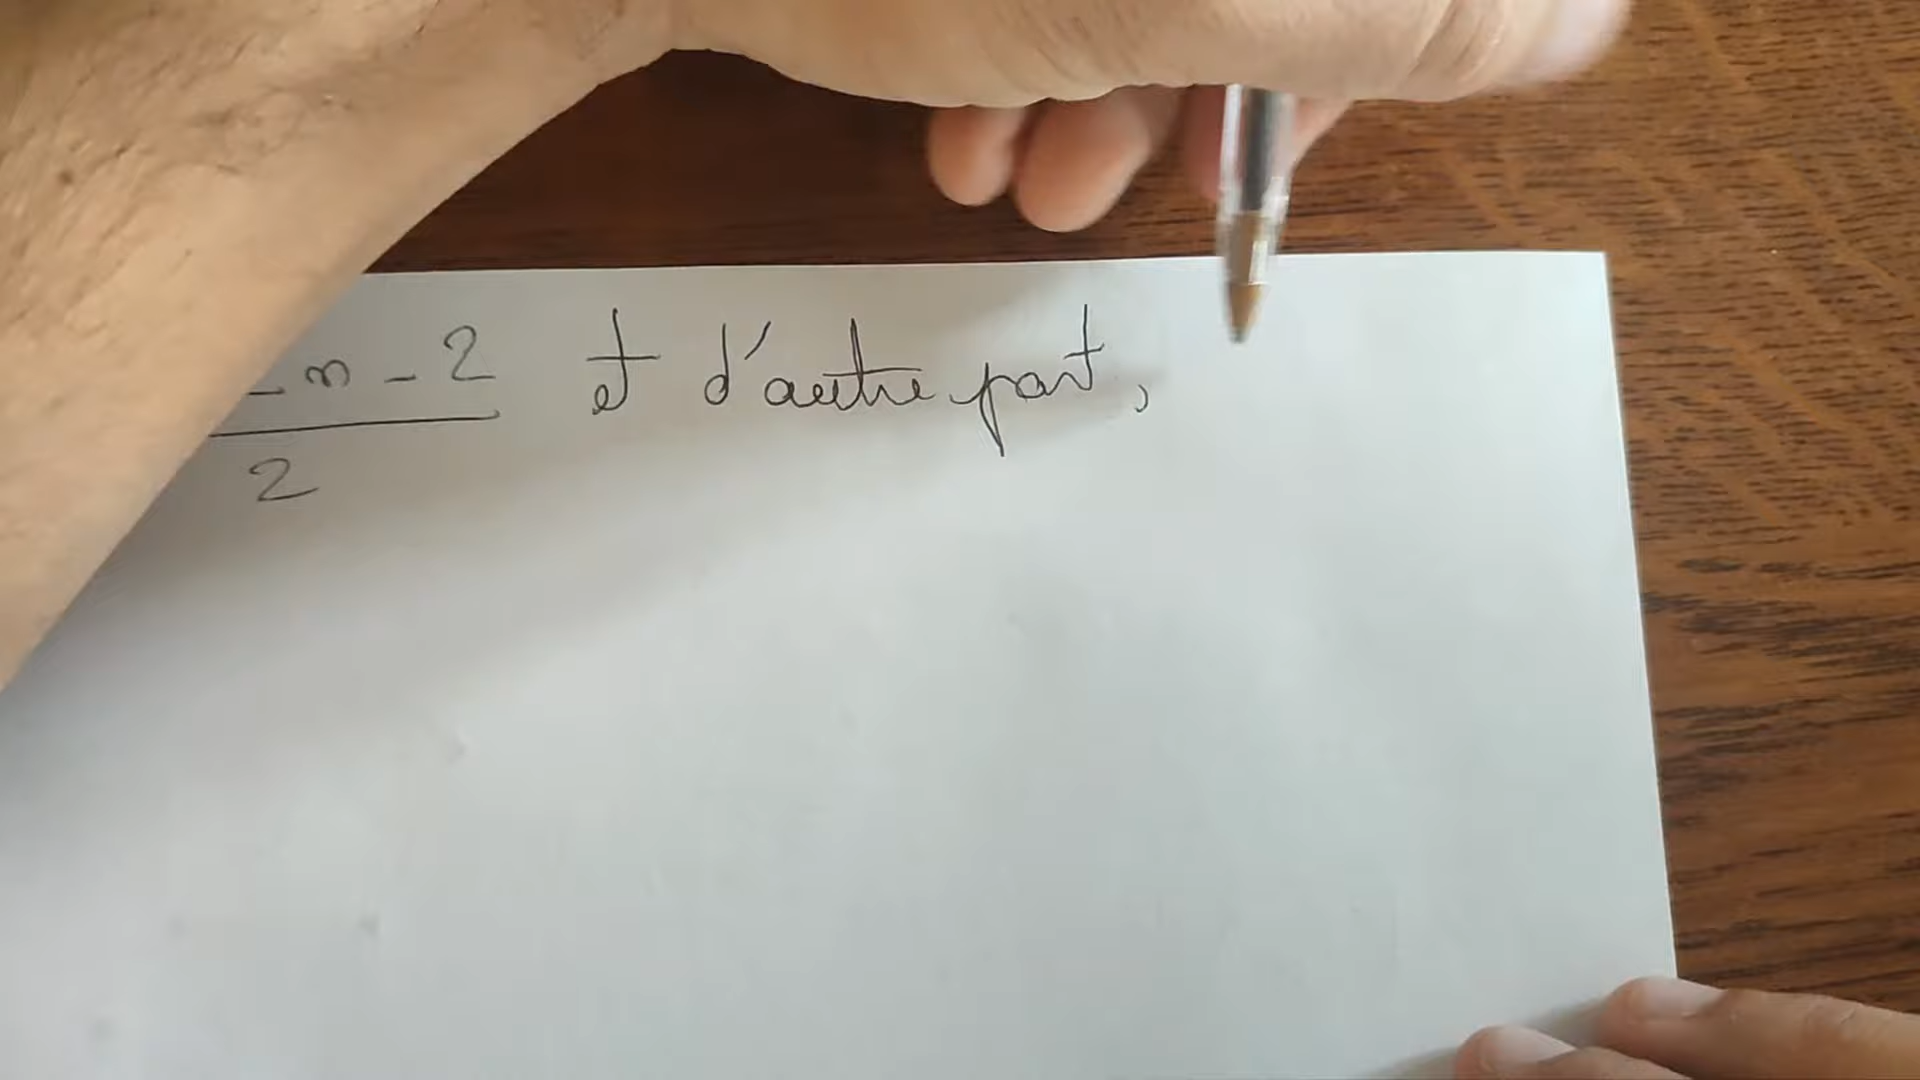 - n - 2 et d'autre part,
2